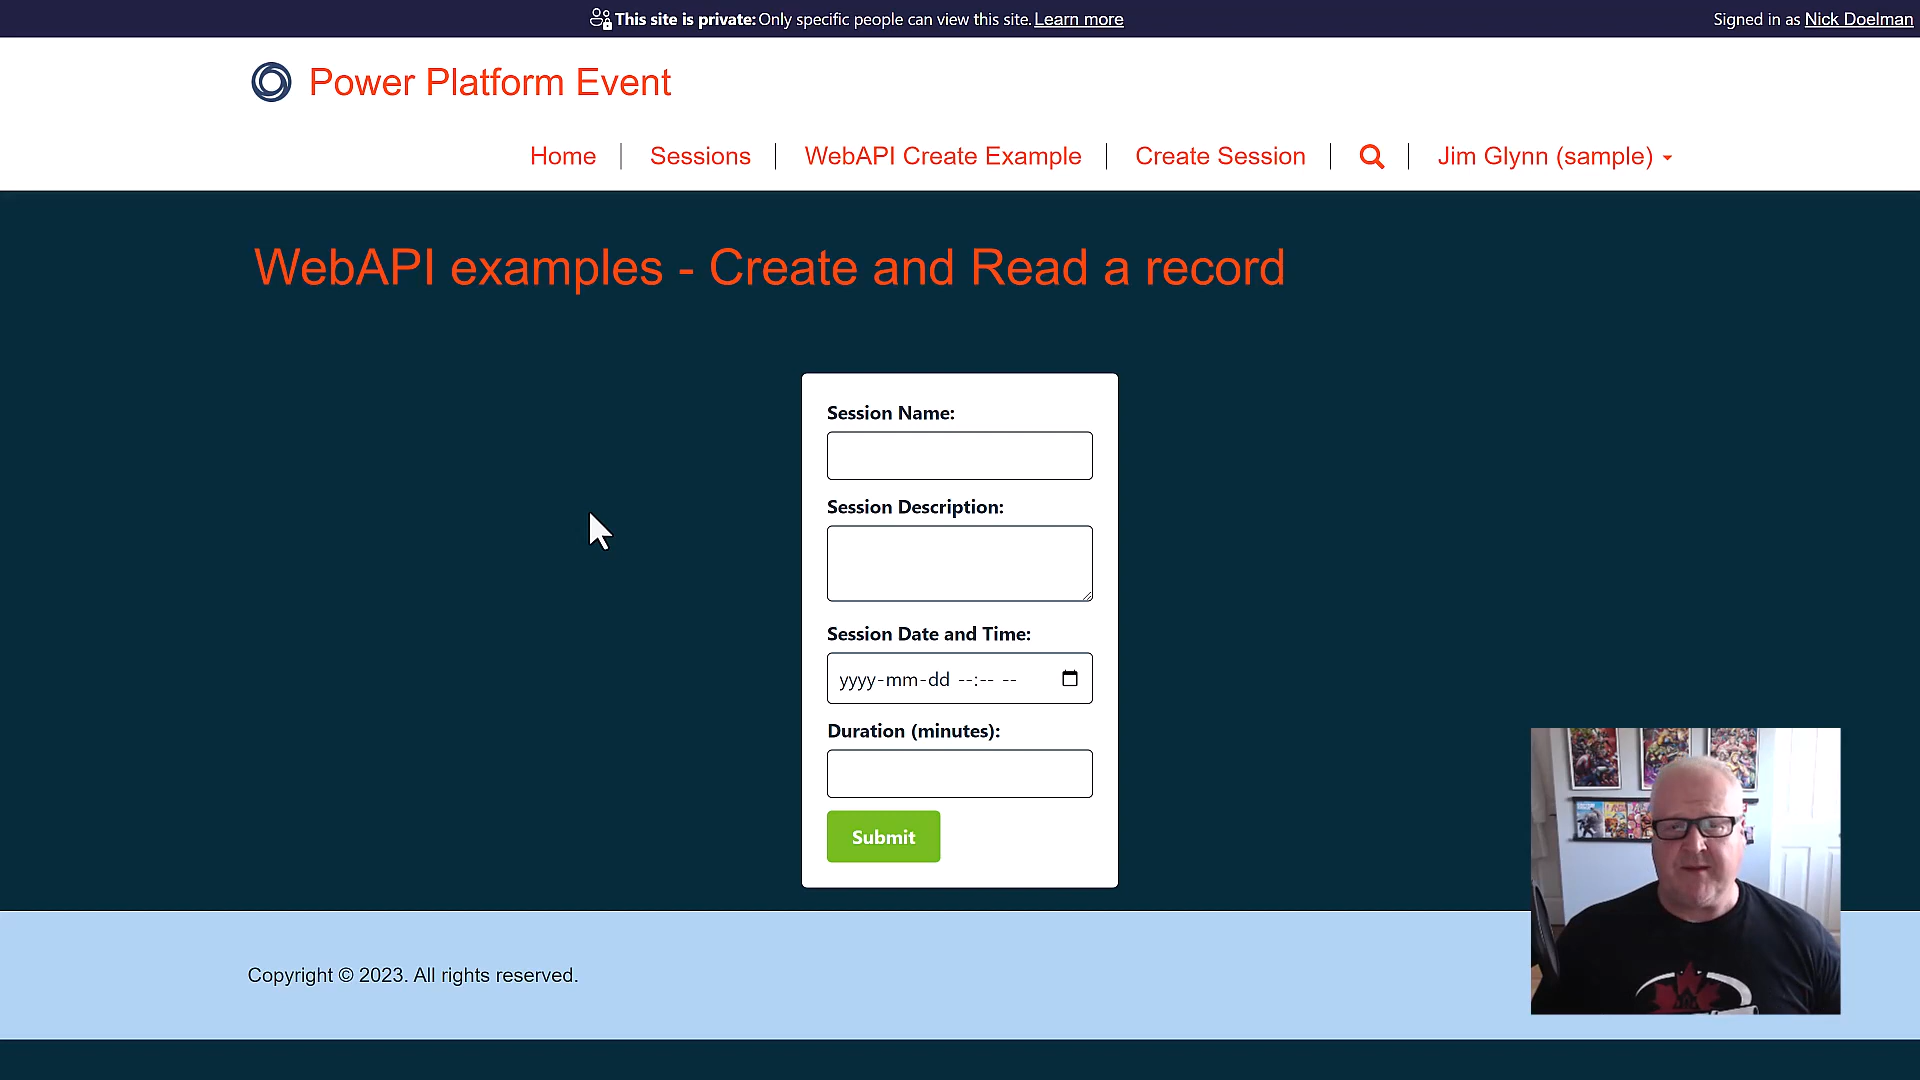 This site is private: Only specific people can view this site. Learn more
Signed in as Nick Doelman
Power Platform Event
Home
Sessions
WebAPI Create Example
Create Session
Jim Glynn (sample)
WebAPI examples - Create and Read a record
Session Name:
Session Description:
Session Date and Time:
yyyy-mm-dd --:-- --
Duration (minutes):
Submit
Copyright © 2023. All rights reserved.